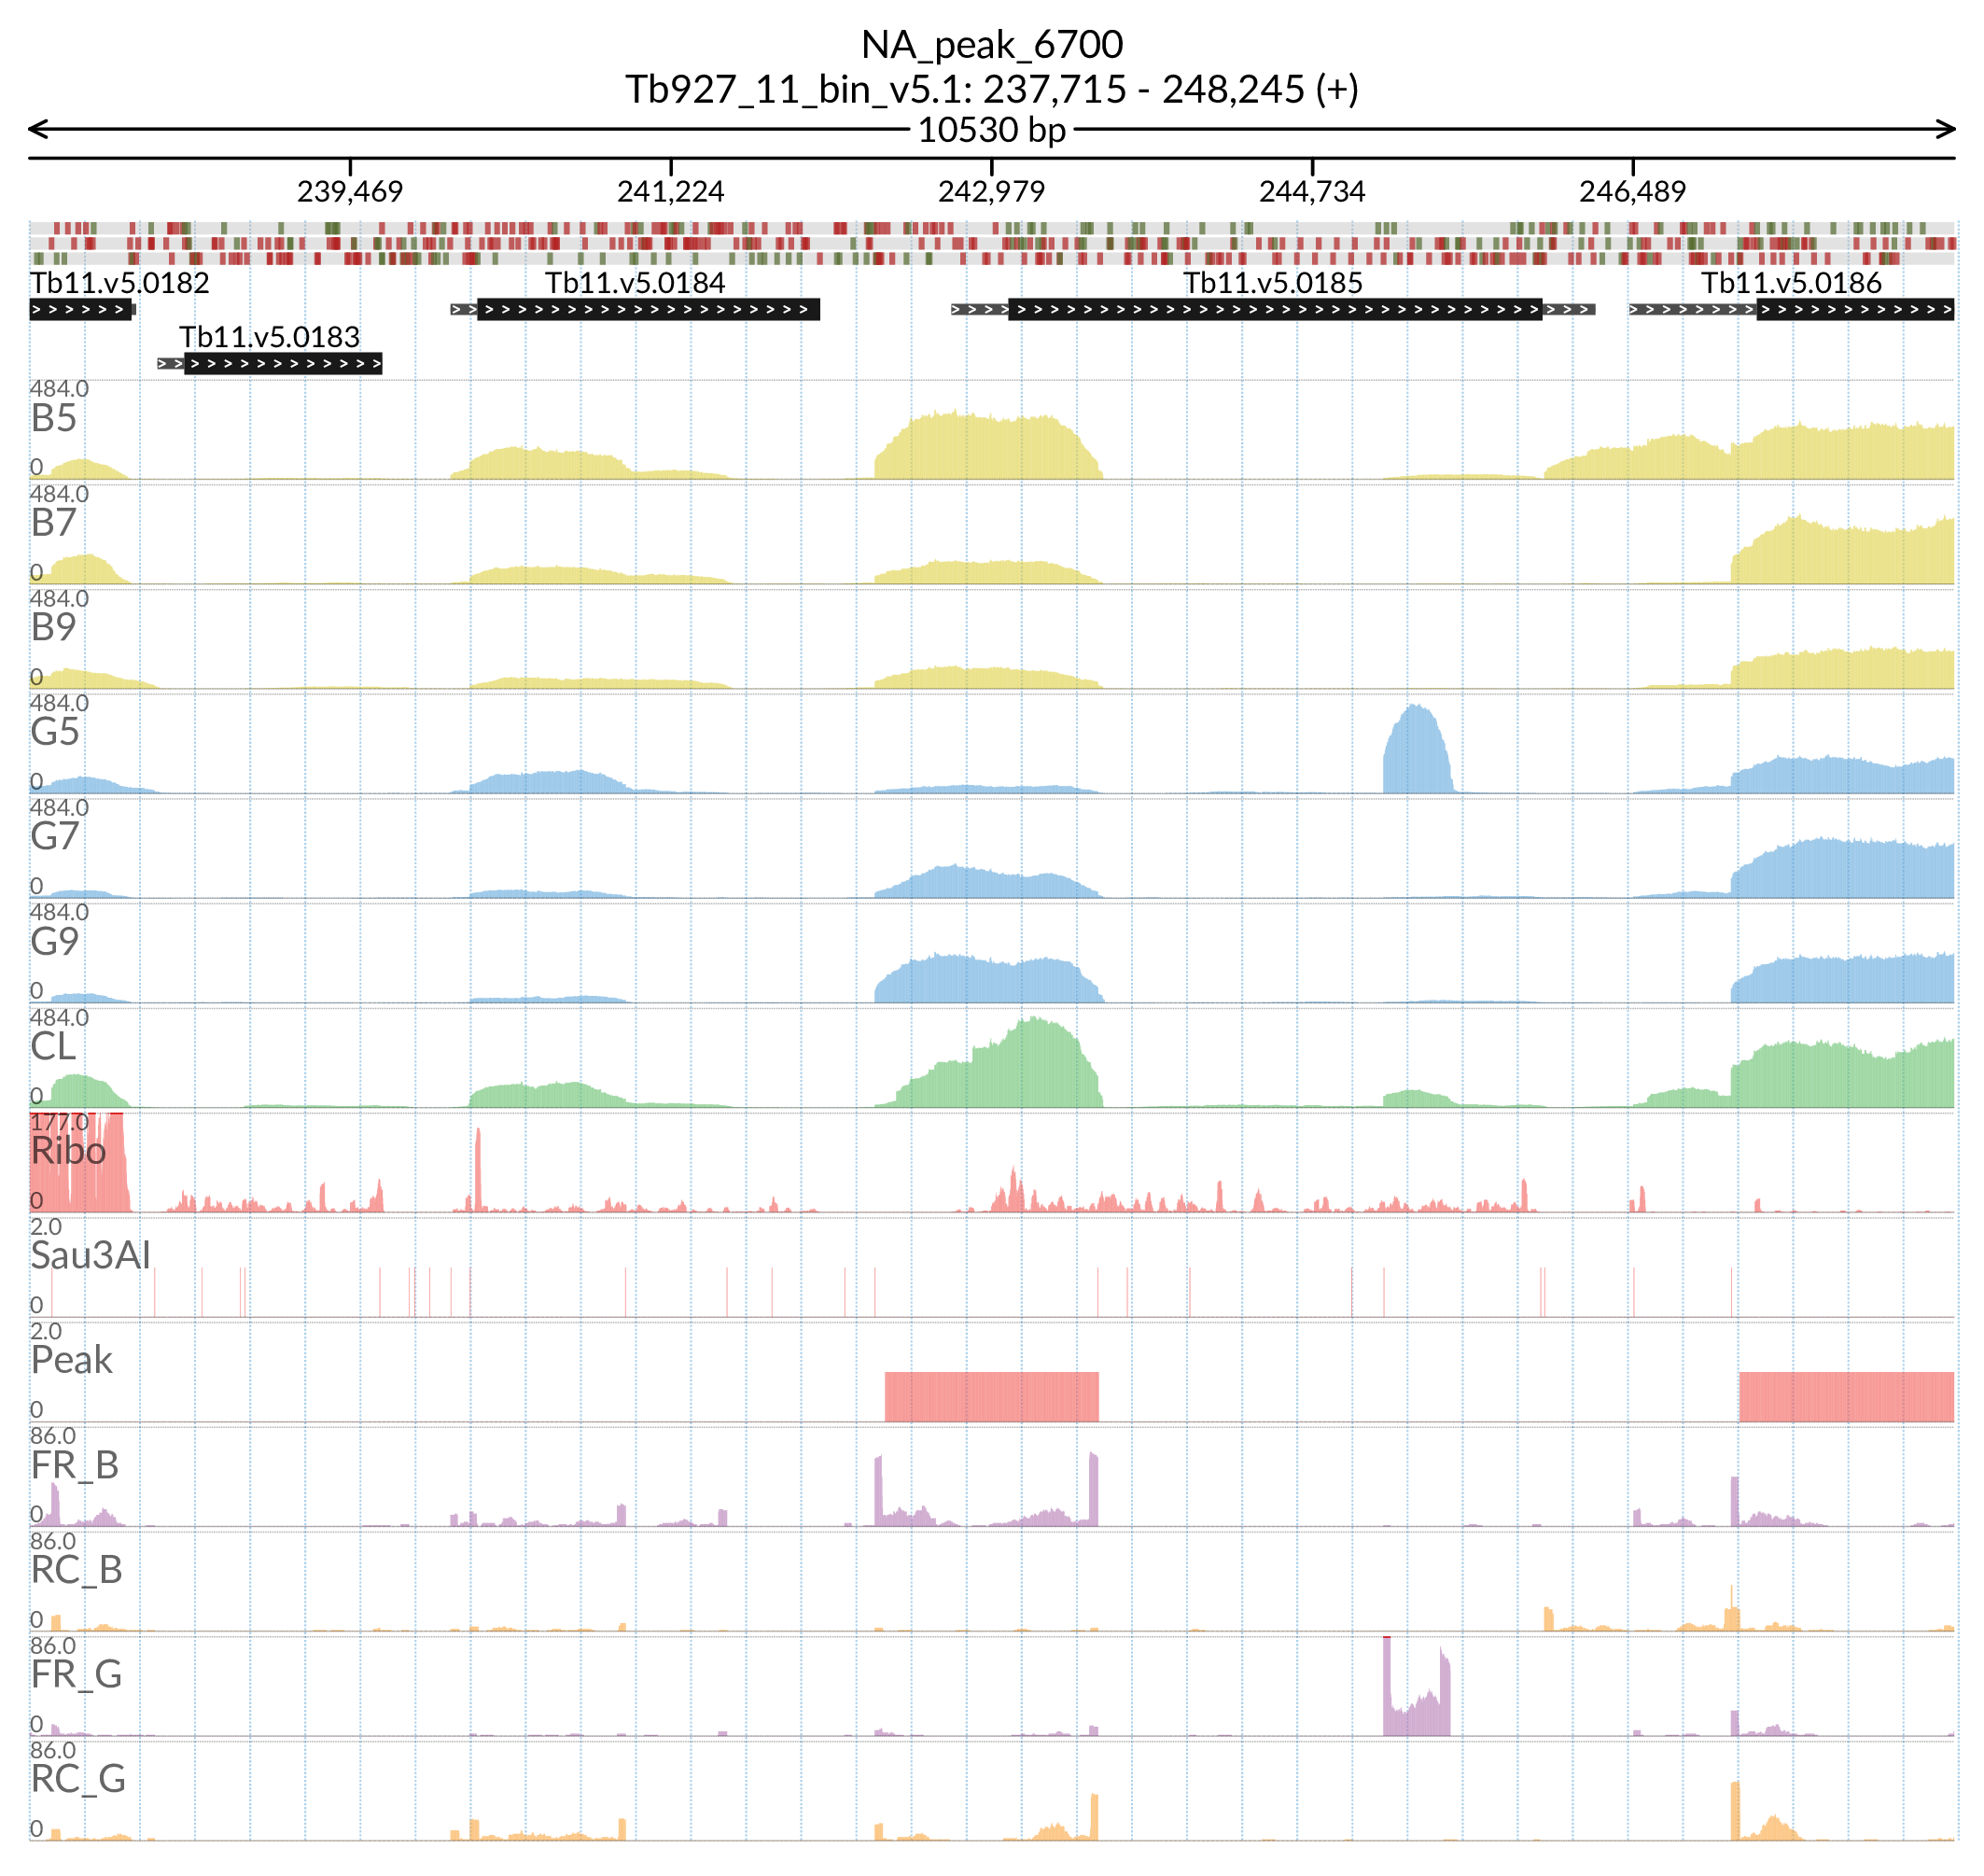 NA_peak_6700
Tb927_11_bin_v5.1: 237,715 - 248,245 (+)
10530 bp
239,469 241,224 242,979 244,734 246,489
Tb11.v5.0182 Tb11.v5.0184 Tb11.v5.0185 Tb11.v5.0186
Tb11.v5.0183
484.0
B5
0
484.0
B7
0
484.0
B9
0
484.0
G5
0
484.0
G7
0
484.0
G9
0
484.0
CL
0
177.0
Ribo
0
2.0
Sau3AI
0
2.0
Peak
0
86.0
FR_B
0
86.0
RC_B
0
86.0
FR_G
0
86.0
RC_G
0